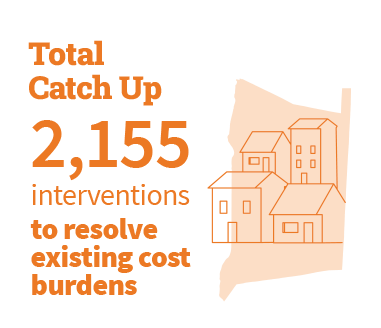 Total
Catch Up
2,155
interventions
to resolve
existing cost
burdens